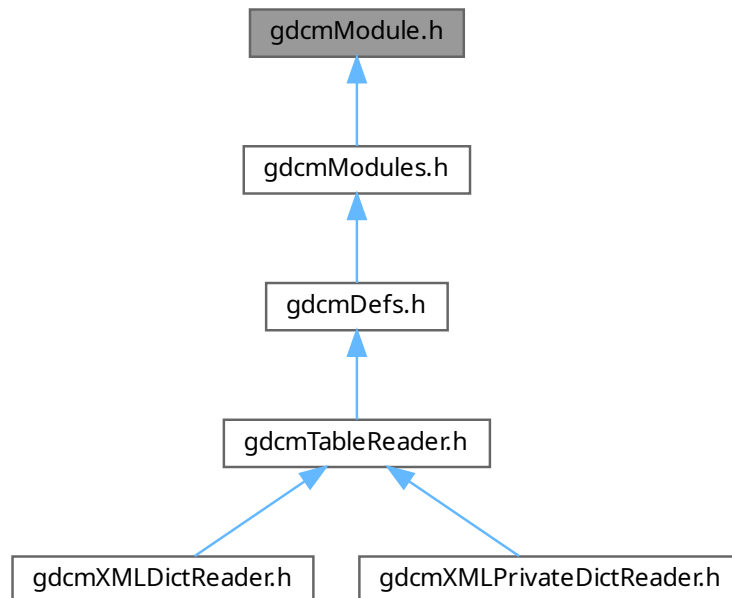 gdcmModule.h
gdcmModules.h
gdcmDefs.h
gdcmTableReader.h
gdcmXMLDictReader.h
gdcmXMLPrivateDictReader.h